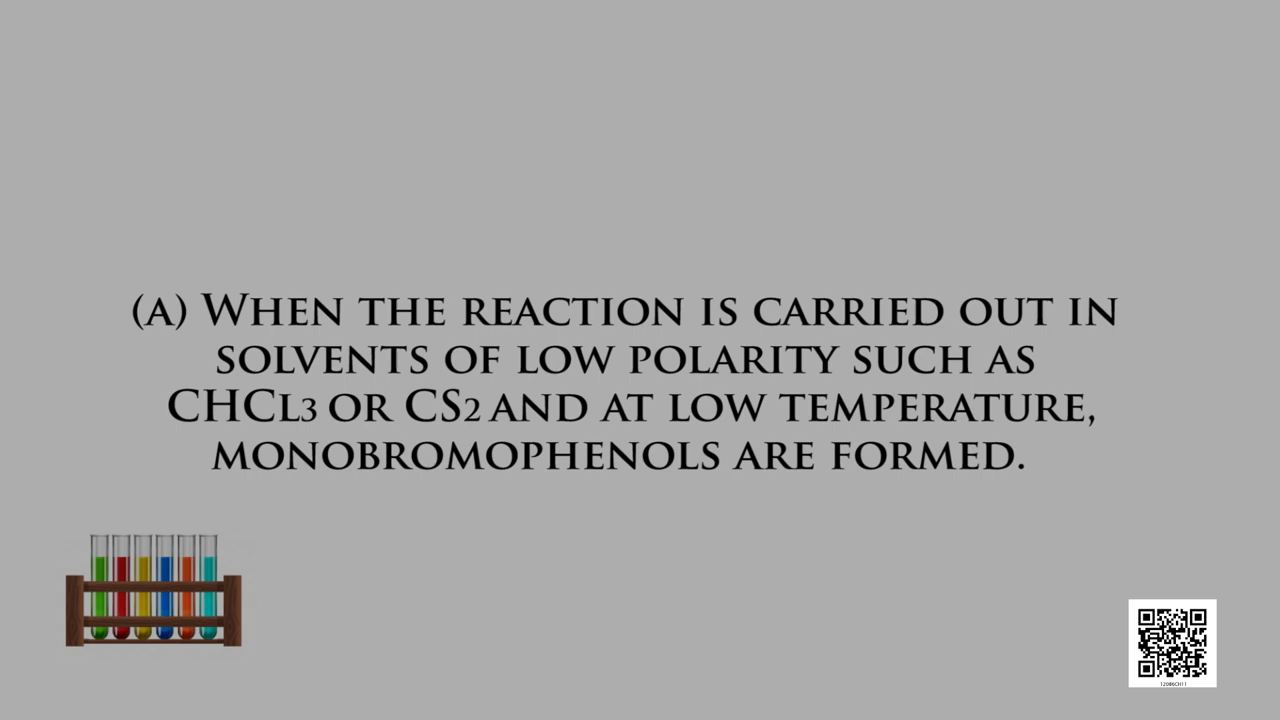 (A) WHEN THE REACTION IS CARRIED OUT IN
SOLVENTS OF LOW POLARITY SUCH AS
CHCL3 OR CS2 AND AT LOW TEMPERATURE,
MONOBROMOPHENOLS ARE FORMED.
12086CH11